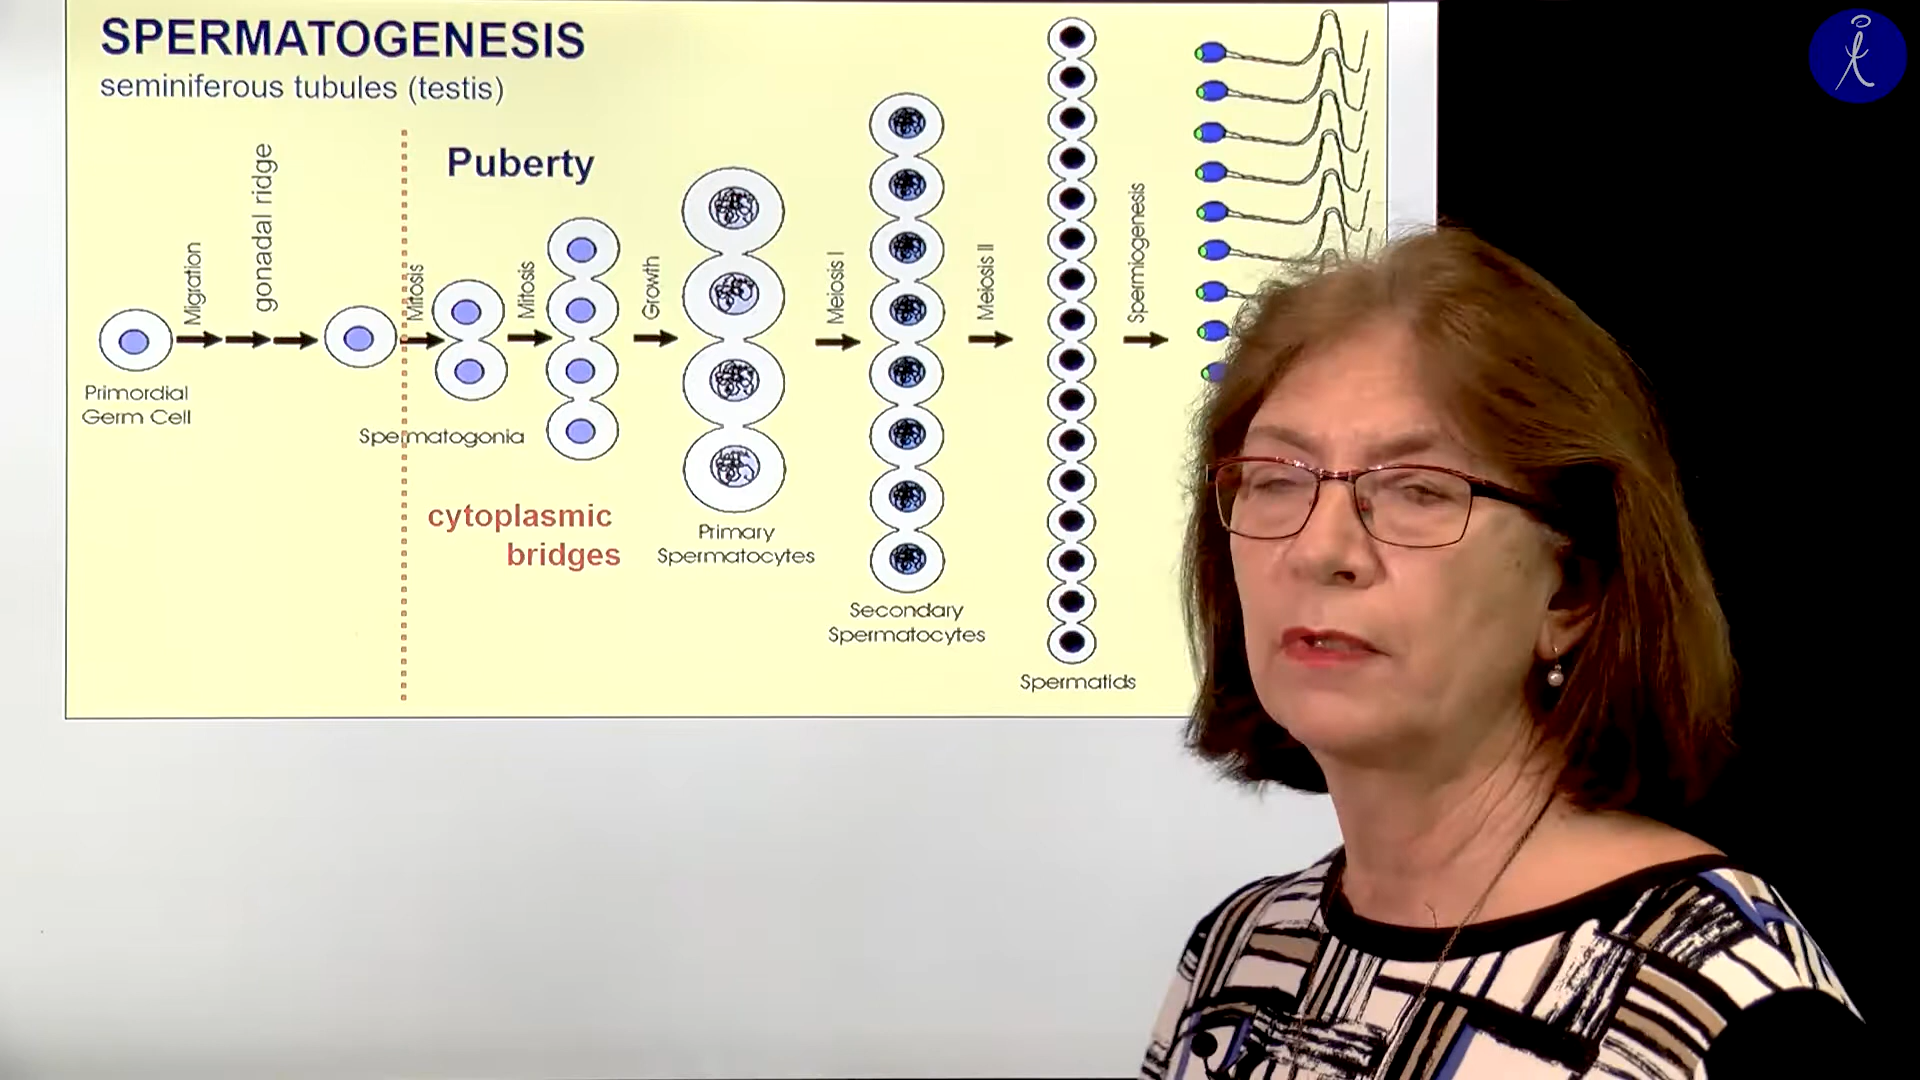 SPERMATOGENESIS
seminiferous tubules (testis)
Puberty
Migration
gonadal ridge
Mitosis
Mitosis
Growth
Meiosis I
Meiosis II
Spermiogenesis
Primordial
Germ Cell
Spermatogonia
cytoplasmic
bridges
Primary
Spermatocytes
Secondary
Spermatocytes
Spermatids